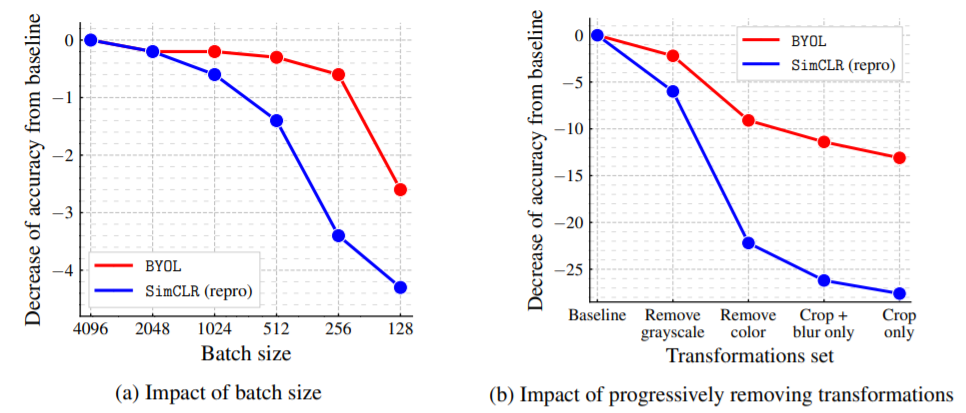 Decrease of accuracy from baseline
0
−1
−2
−3
−4
BYOL
SimCLR (repro)
4096 2048 1024 512 256 128
Batch size
(a) Impact of batch size
Decrease of accuracy from baseline
0
−5
−10
−15
−20
−25
BYOL
SimCLR (repro)
Baseline Remove Remove Crop + Crop
grayscale color blur only only
Transformations set
(b) Impact of progressively removing transformations